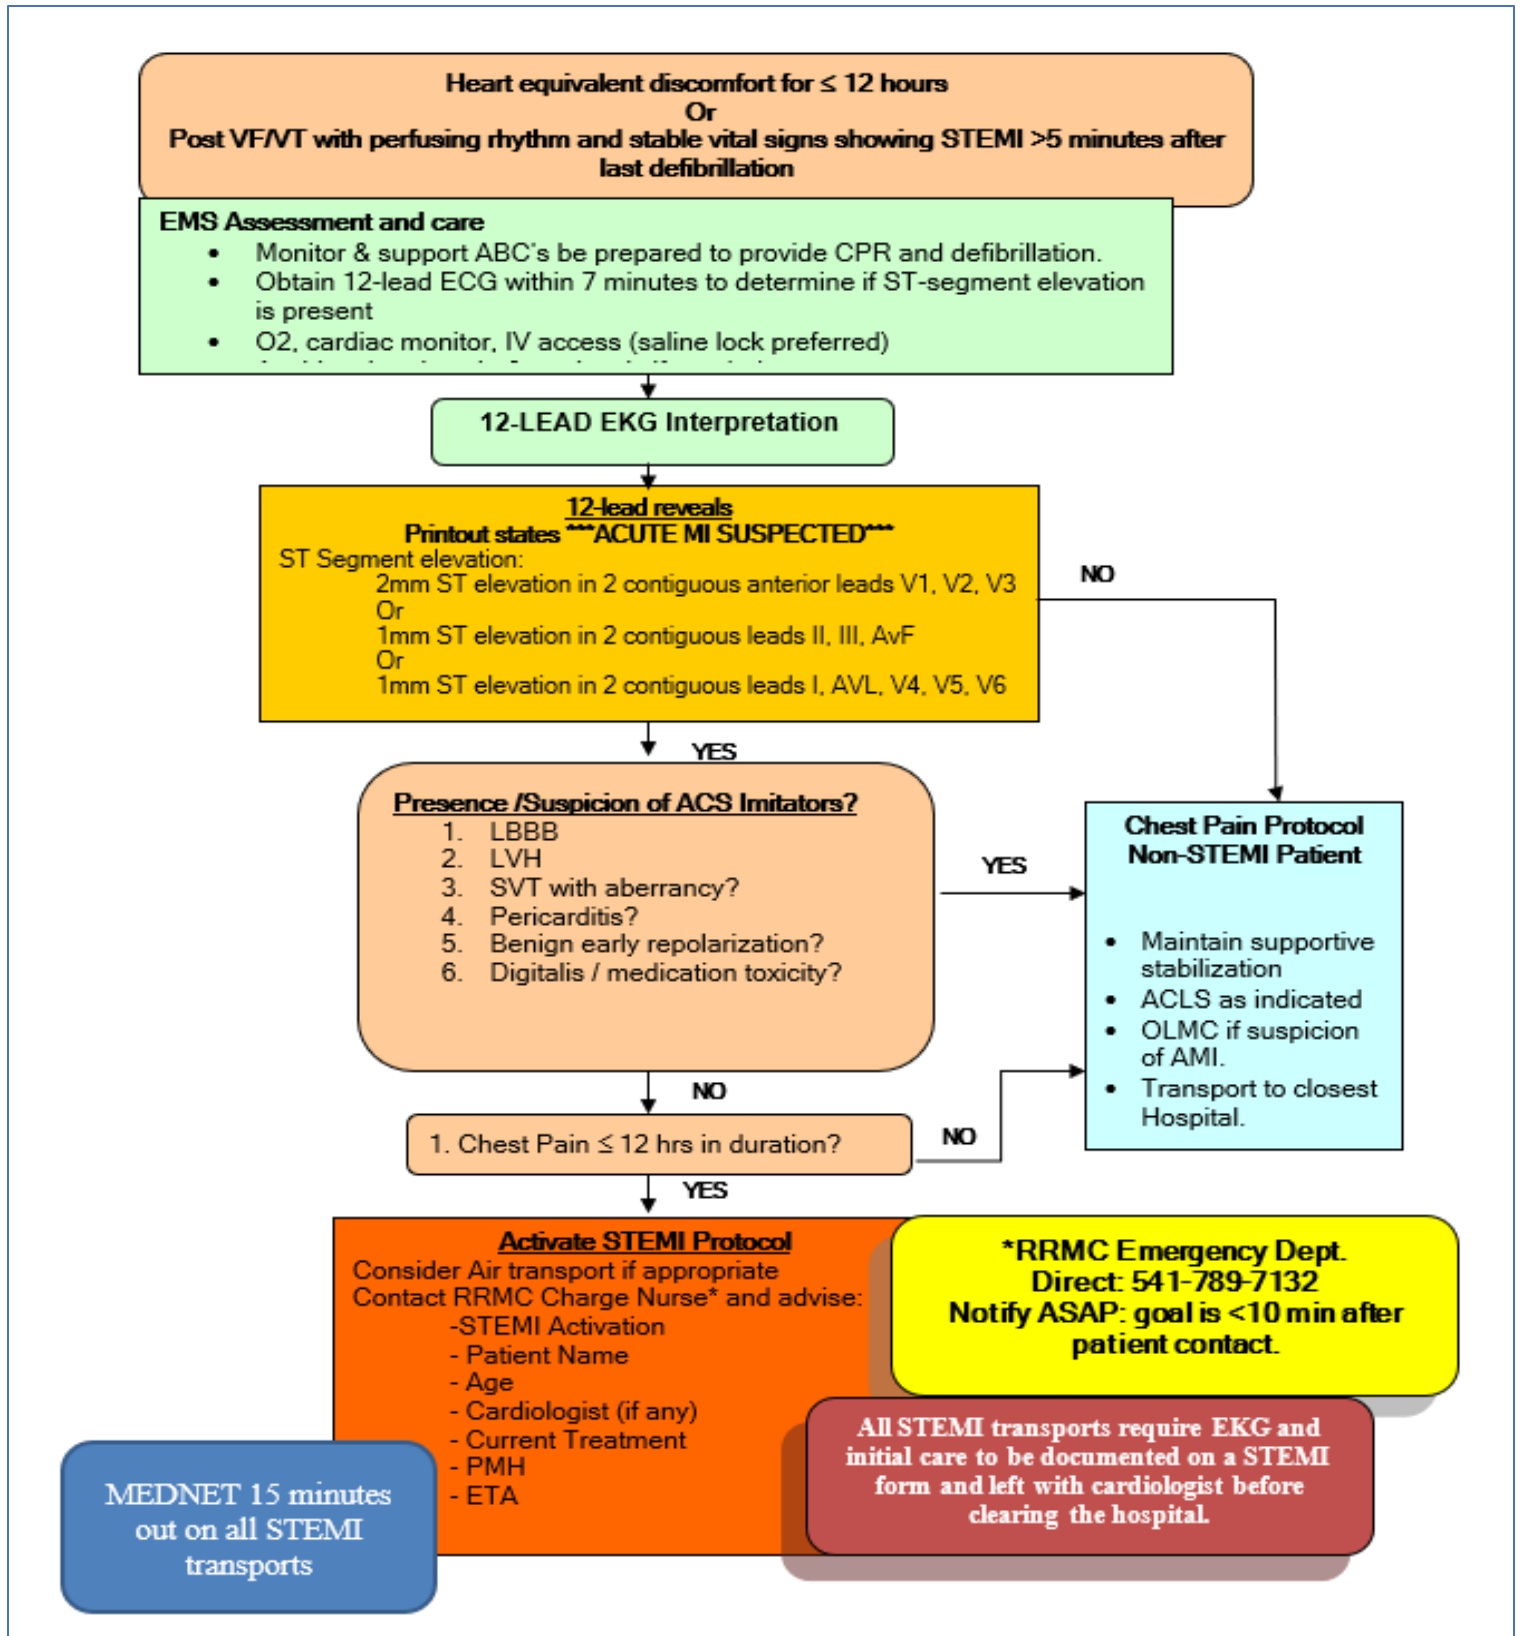 Heart equivalent discomfort for ≤ 12 hours
Or
Post VF/VT with perfusing rhythm and stable vital signs showing STEMI >5 minutes after
last defibrillation
EMS Assessment and care
• Monitor & support ABC's be prepared to provide CPR and defibrillation.
• Obtain 12-lead ECG within 7 minutes to determine if ST-segment elevation
is present
• O2, cardiac monitor, IV access (saline lock preferred)
12-LEAD EKG Interpretation
12-lead reveals
Printout states ***ACUTE MI SUSPECTED***
ST Segment elevation:
2mm ST elevation in 2 contiguous anterior leads V1, V2, V3
Or
1mm ST elevation in 2 contiguous leads II, III, AvF
Or
1mm ST elevation in 2 contiguous leads I, AVL, V4, V5, V6
NO
YES
Presence /Suspicion of ACS Imitators?
1. LBBB
2. LVH
3. SVT with aberrancy?
4. Pericarditis?
5. Benign early repolarization?
6. Digitalis / medication toxicity?
YES
Chest Pain Protocol
Non-STEMI Patient
• Maintain supportive
stabilization
• ACLS as indicated
• OLMC if suspicion
of AMI.
• Transport to closest
Hospital.
NO
1. Chest Pain ≤ 12 hrs in duration?
NO
YES
Activate STEMI Protocol
Consider Air transport if appropriate
Contact RRMC Charge Nurse* and advise:
-STEMI Activation
- Patient Name
- Age
- Cardiologist (if any)
- Current Treatment
- PMH
- ETA
*RRMC Emergency Dept.
Direct: 541-789-7132
Notify ASAP: goal is <10 min after
patient contact.
All STEMI transports require EKG and
initial care to be documented on a STEMI
form and left with cardiologist before
clearing the hospital.
MEDNET 15 minutes
out on all STEMI
transports